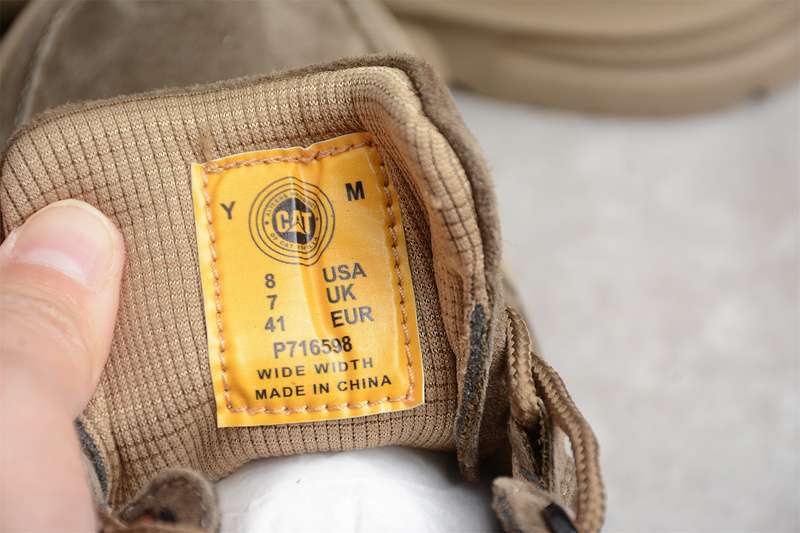 Y M
CAT
8 USA
7 UK
41 EUR
P716598
WIDE WIDTH
MADE IN CHINA